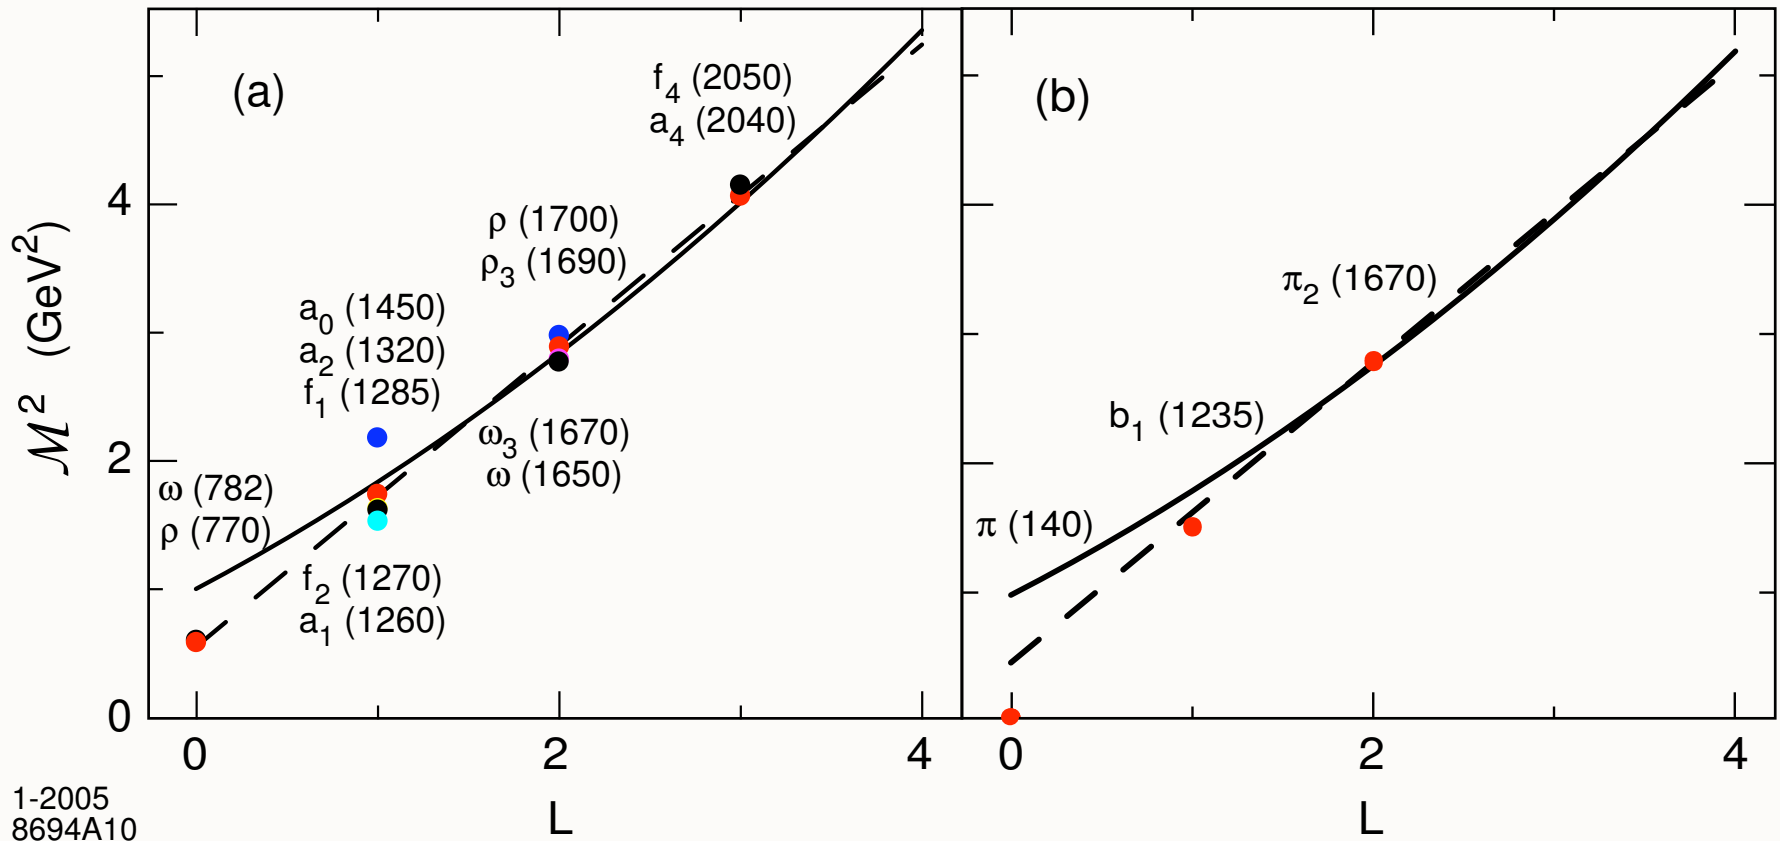 (a)
f4 (2050)
a4 (2040)
ρ (1700)
ρ3 (1690)
a0 (1450)
a2 (1320)
f1 (1285)
ω3 (1670)
ω (1650)
ω (782)
ρ (770)
f2 (1270)
a1 (1260)
4
2
0
ℳ² (GeV²)
0 2 4
L
(b)
π2 (1670)
b1 (1235)
π (140)
0 2 4
L
1-2005
8694A10